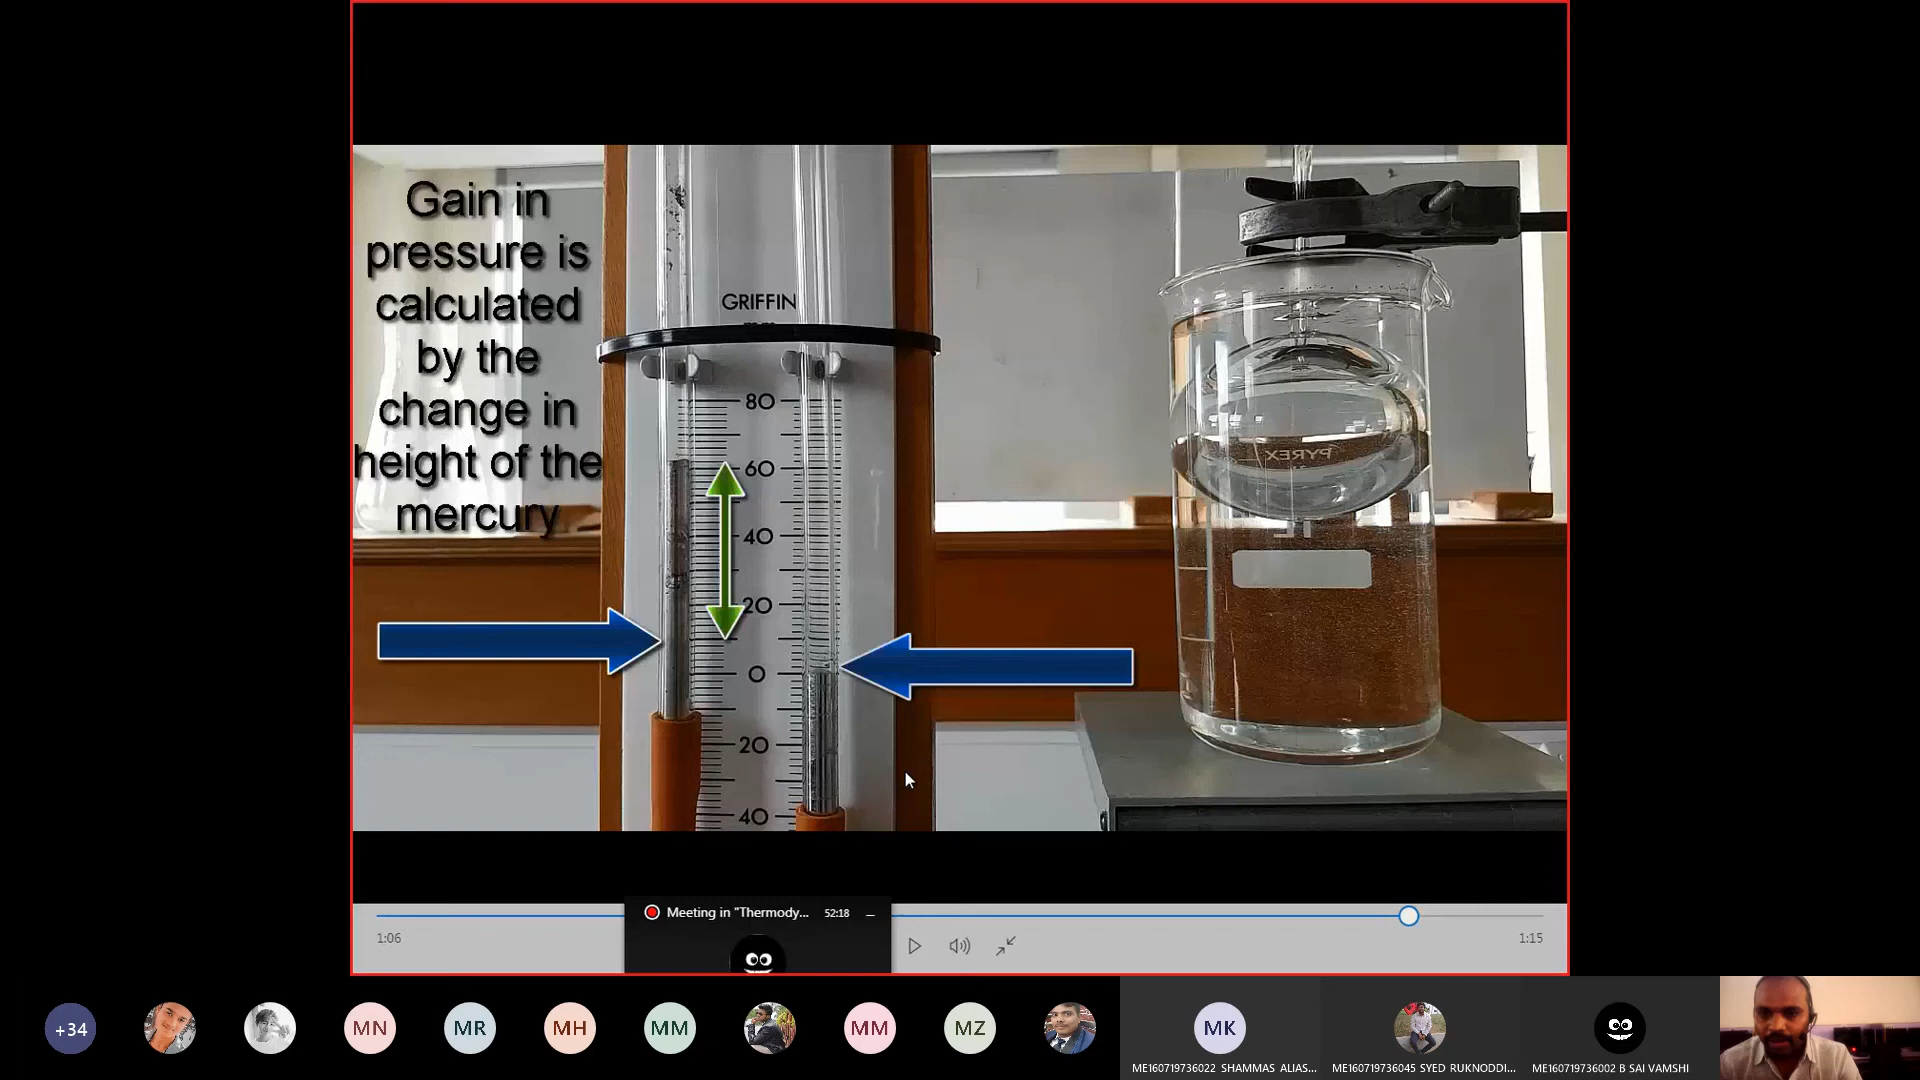 Gain in
pressure is
calculated
by the
change in
height of the
mercury
GRIFFIN
80
60
40
20
0
20
40
PYREX
TE
Meeting in "Thermody... 52:18
1:06
1:15
+34
MN
MR
MH
MM
MM
MZ
MK
ME160719736022 SHAMMAS ALIAS...
ME160719736045 SYED RUKNODDI...
ME160719736002 B SAI VAMSHI